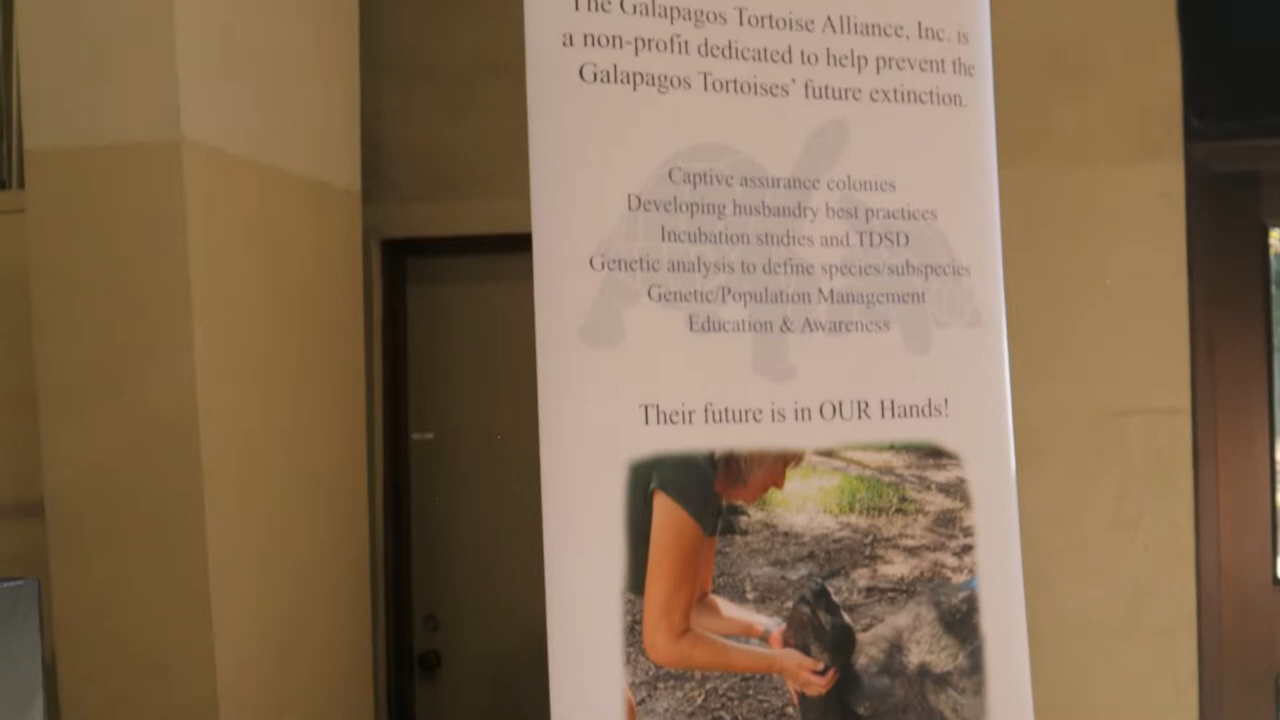 The Galapagos Tortoise Alliance, Inc. is
a non-profit dedicated to help prevent the
Galapagos Tortoises' future extinction.
Captive assurance colonies
Developing husbandry best practices
Incubation studies and TDSD
Genetic analysis to define species/subspecies
Genetic/Population Management
Education & Awareness
Their future is in OUR Hands!